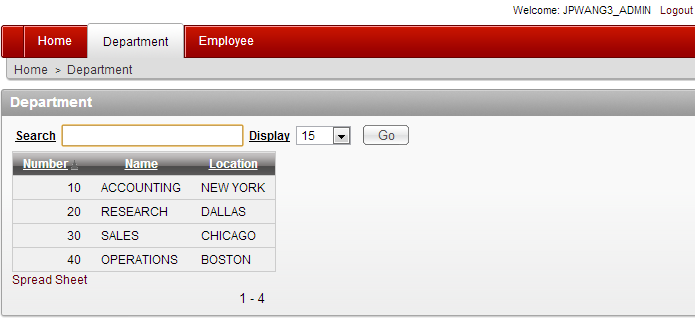 Welcome: JPWANG3_ADMIN Logout
Home Department Employee
Home > Department
Department
Search Display 15 Go
Number Name Location
10 ACCOUNTING NEW YORK
20 RESEARCH DALLAS
30 SALES CHICAGO
40 OPERATIONS BOSTON
Spread Sheet
1 - 4